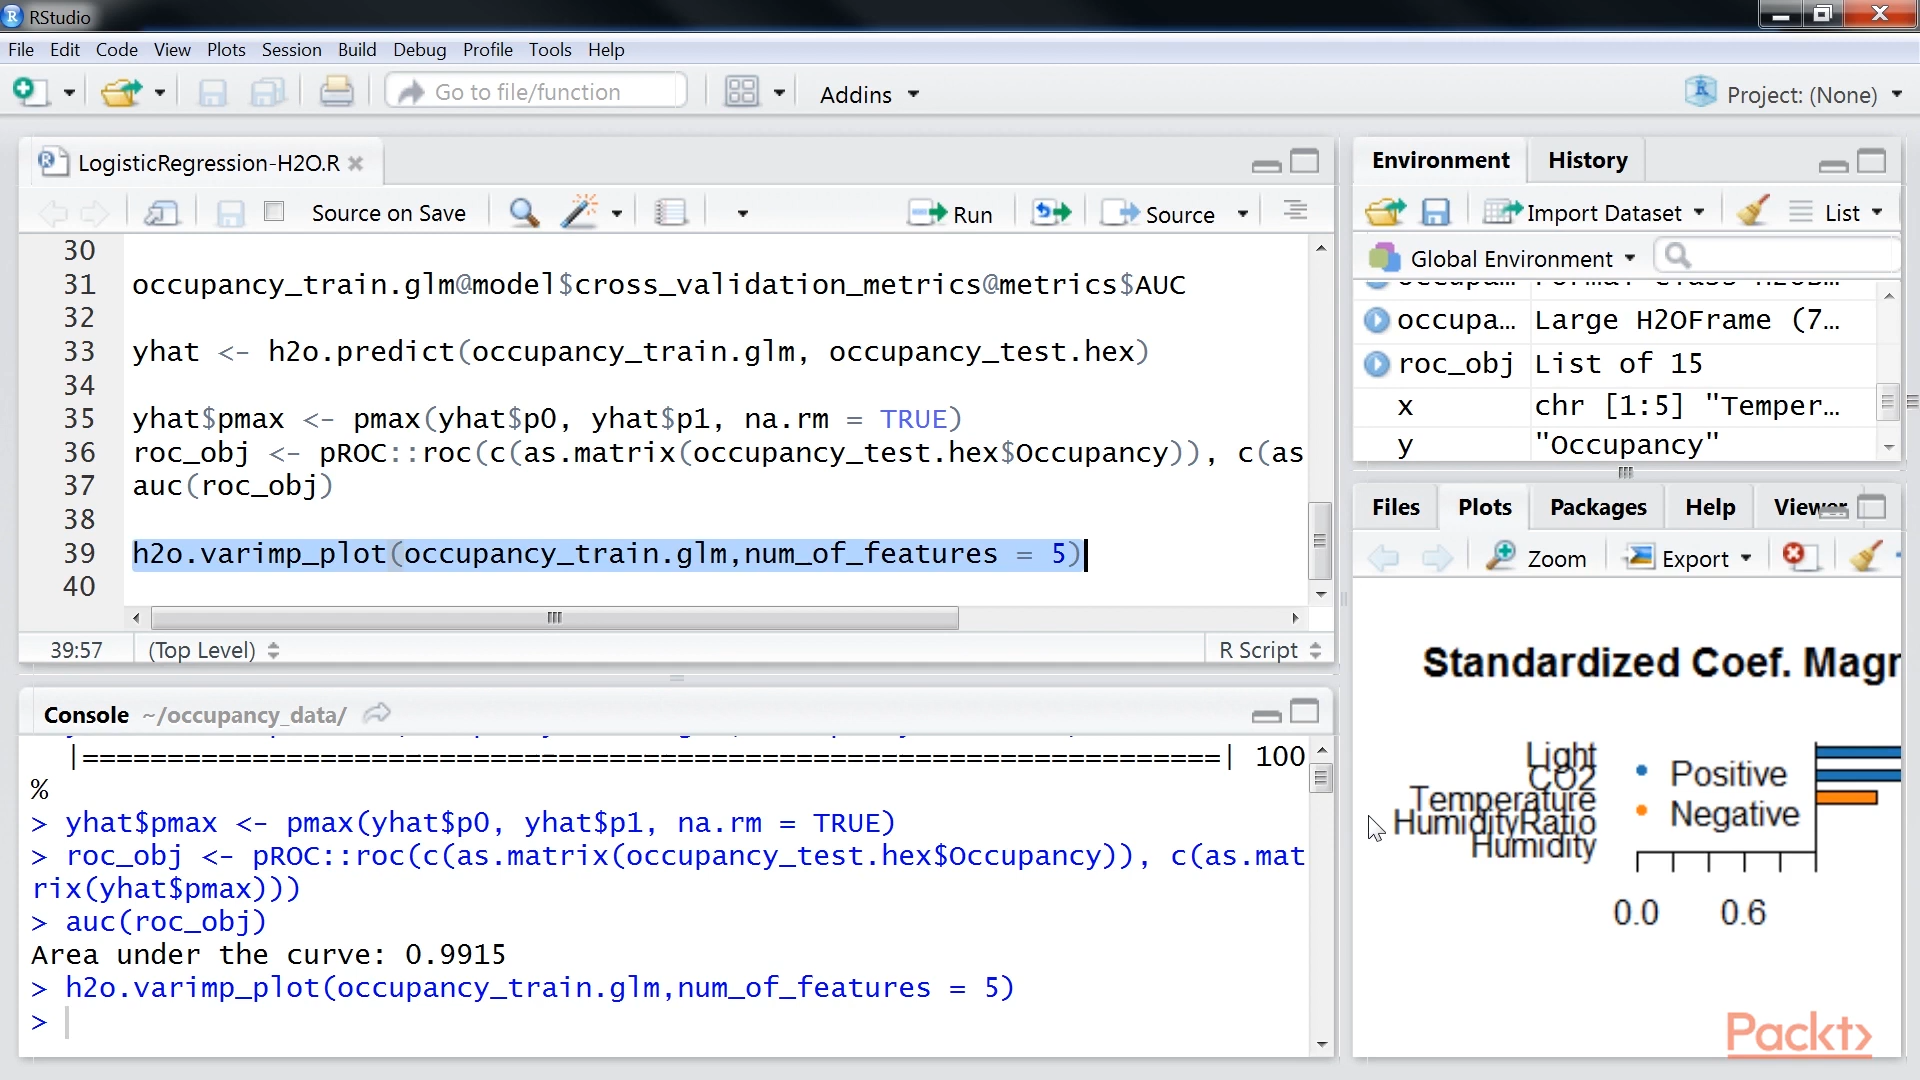 RStudio
File Edit Code View Plots Session Build Debug Profile Tools Help
Go to file/function
Addins
Project: (None)
LogisticRegression-H2O.R
Source on Save
Run
Source
30
31 occupancy_train.glm@model$cross_validation_metrics@metrics$AUC
32
33 yhat <- h2o.predict(occupancy_train.glm, occupancy_test.hex)
34
35 yhat$pmax <- pmax(yhat$p0, yhat$p1, na.rm = TRUE)
36 roc_obj <- pROC::roc(c(as.matrix(occupancy_test.hex$Occupancy)), c(as
37 auc(roc_obj)
38
39 h2o.varimp_plot(occupancy_train.glm,num_of_features = 5)
40
39:57 (Top Level) R Script
Console ~/occupancy_data/
|===================================================================| 100
%
> yhat$pmax <- pmax(yhat$p0, yhat$p1, na.rm = TRUE)
> roc_obj <- pROC::roc(c(as.matrix(occupancy_test.hex$Occupancy)), c(as.mat
rix(yhat$pmax)))
> auc(roc_obj)
Area under the curve: 0.9915
> h2o.varimp_plot(occupancy_train.glm,num_of_features = 5)
>
Environment History
Import Dataset List
Global Environment
occupa... Large H2OFrame (7...
roc_obj List of 15
x chr [1:5] "Temper...
y "Occupancy"
Files Plots Packages Help Viewer
Zoom Export
Standardized Coef. Magn
Light
CO2
Temperature
HumidityRatio
Humidity
Positive
Negative
0.0 0.6
Packt>